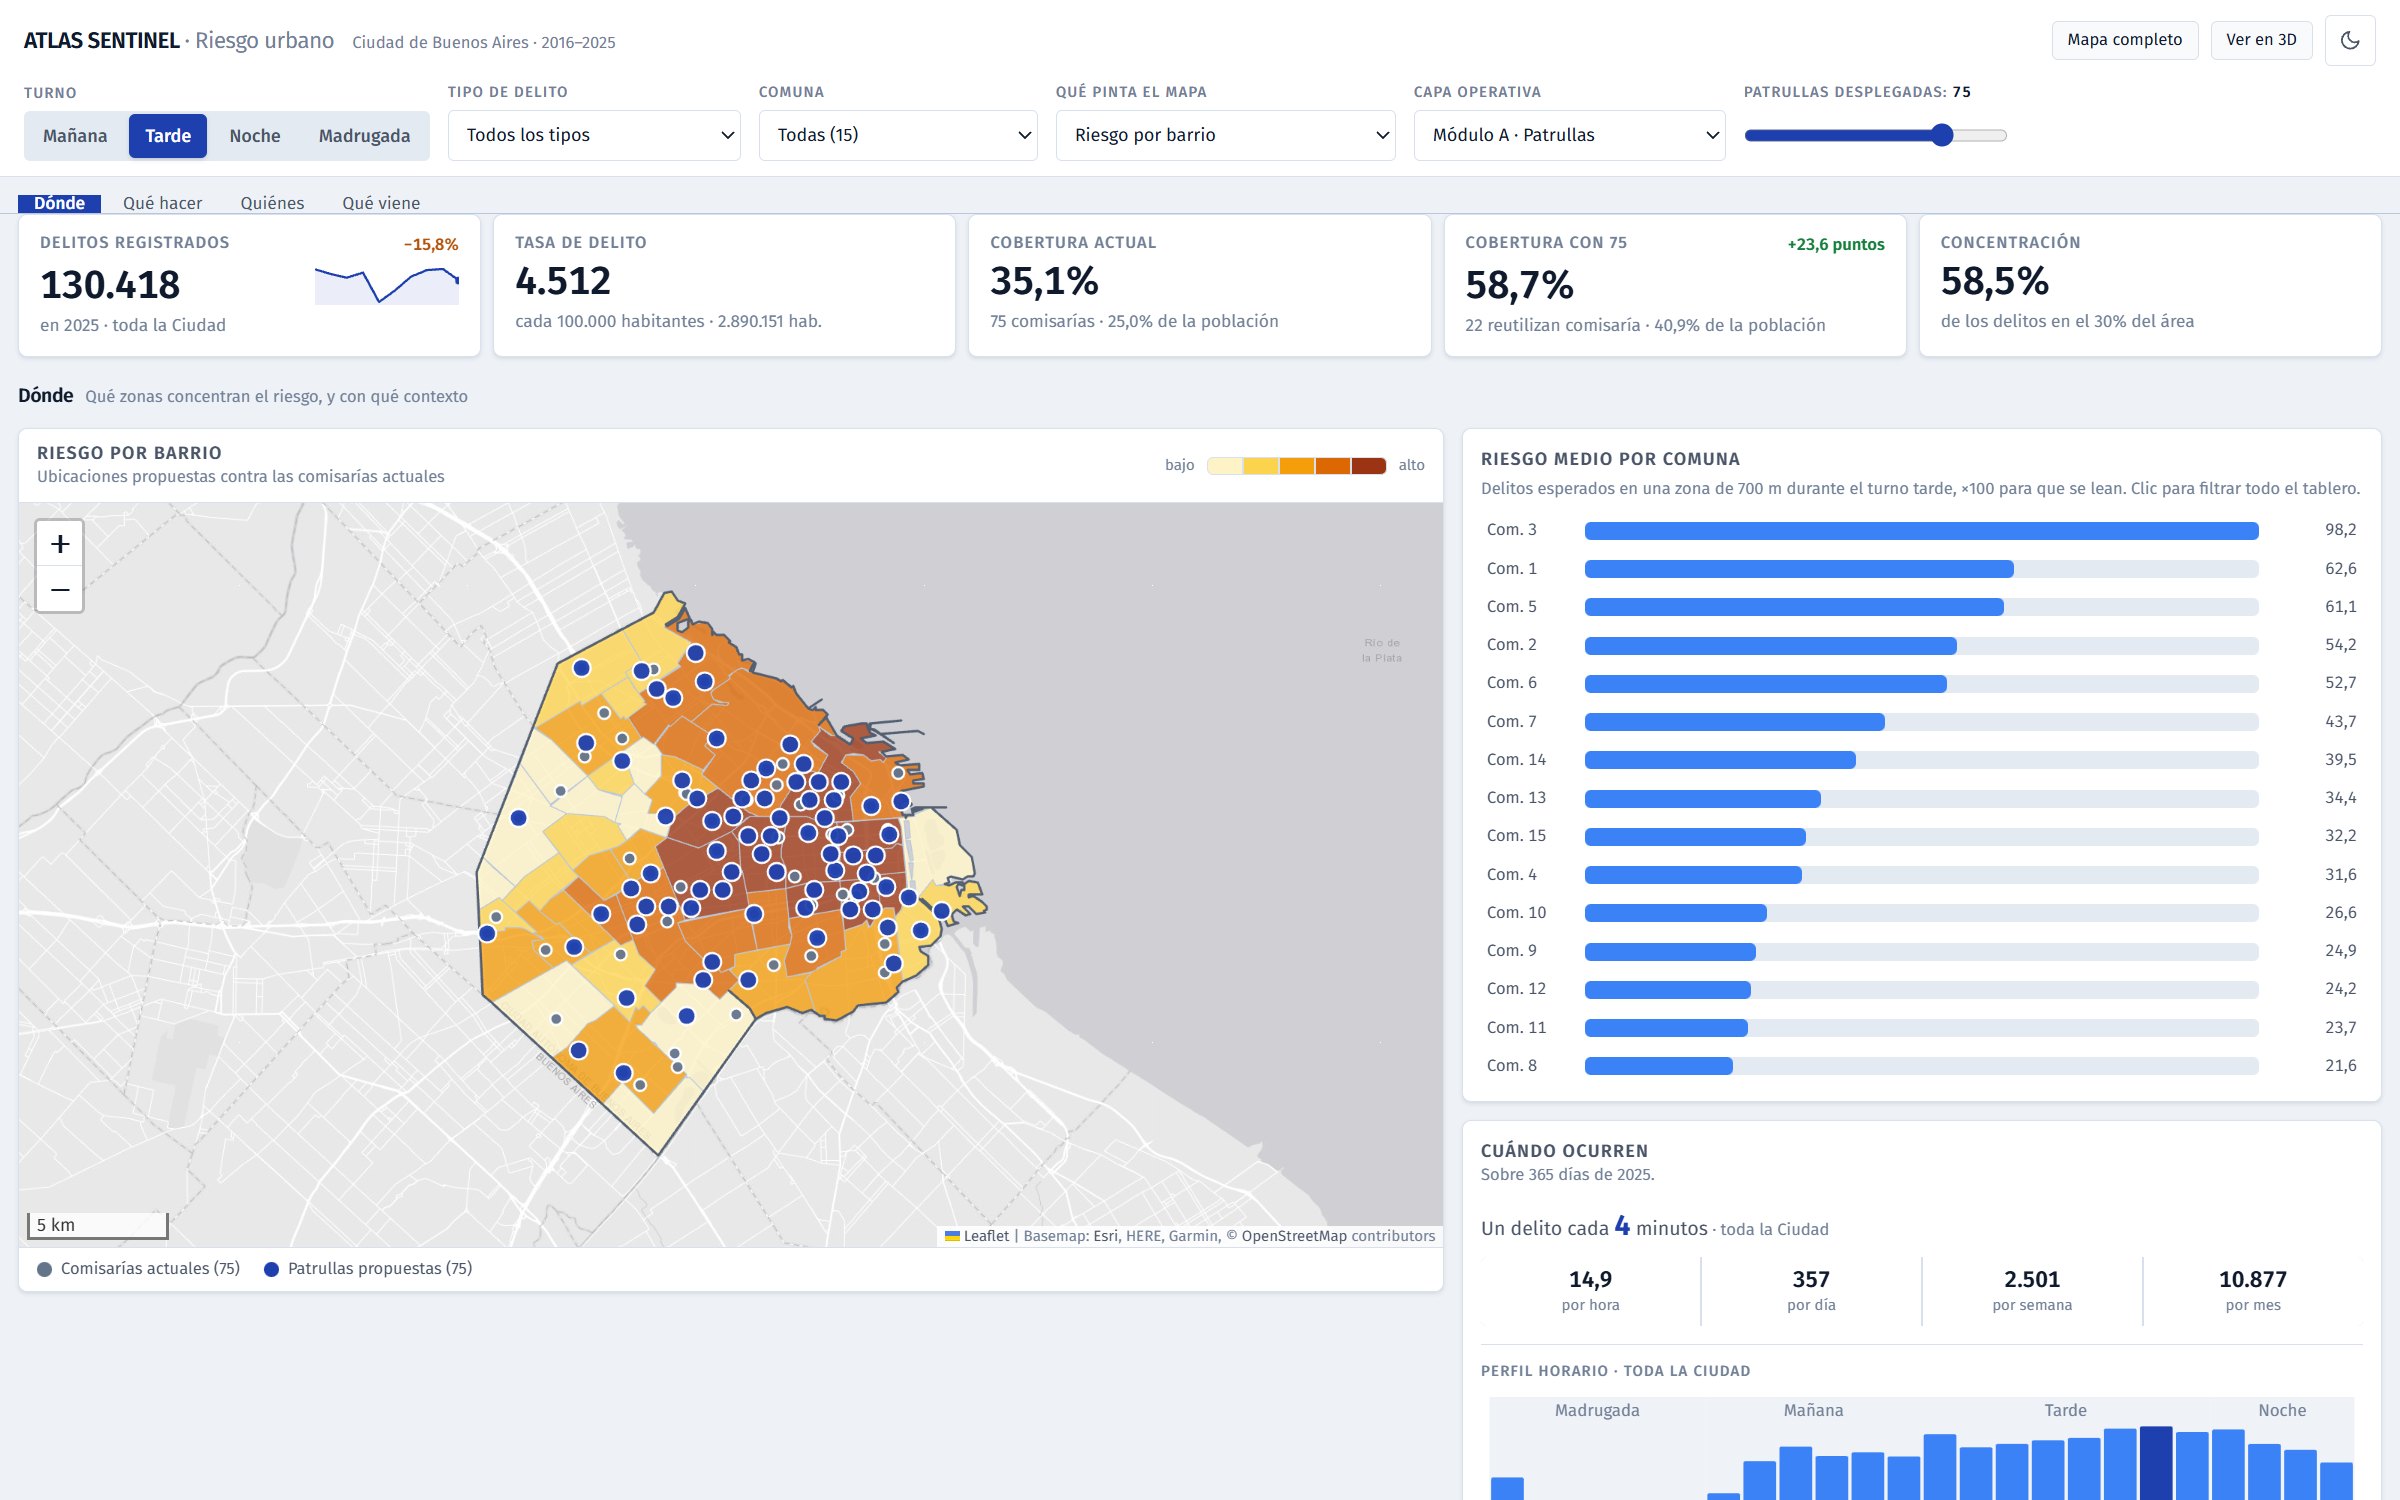 ATLAS SENTINEL · Riesgo urbano Ciudad de Buenos Aires · 2016–2025
Mapa completo
Ver en 3D
TURNO
Mañana Tarde Noche Madrugada
TIPO DE DELITO
Todos los tipos
COMUNA
Todas (15)
QUÉ PINTA EL MAPA
Riesgo por barrio
CAPA OPERATIVA
Módulo A · Patrullas
PATRULLAS DESPLEGADAS: 75
Dónde Qué hacer Quiénes Qué viene
DELITOS REGISTRADOS
−15,8%
130.418
en 2025 · toda la Ciudad
TASA DE DELITO
4.512
cada 100.000 habitantes · 2.890.151 hab.
COBERTURA ACTUAL
35,1%
75 comisarías · 25,0% de la población
COBERTURA CON 75
+23,6 puntos
58,7%
22 reutilizan comisaría · 40,9% de la población
CONCENTRACIÓN
58,5%
de los delitos en el 30% del área
Dónde Qué zonas concentran el riesgo, y con qué contexto
RIESGO POR BARRIO
Ubicaciones propuestas contra las comisarías actuales
bajo alto
+
−
Río de
la Plata
BUENOS AIRES
5 km
Leaflet | Basemap: Esri, HERE, Garmin, © OpenStreetMap contributors
Comisarías actuales (75) Patrullas propuestas (75)
RIESGO MEDIO POR COMUNA
Delitos esperados en una zona de 700 m durante el turno tarde, ×100 para que se lean. Clic para filtrar todo el tablero.
Com. 3 98,2
Com. 1 62,6
Com. 5 61,1
Com. 2 54,2
Com. 6 52,7
Com. 7 43,7
Com. 14 39,5
Com. 13 34,4
Com. 15 32,2
Com. 4 31,6
Com. 10 26,6
Com. 9 24,9
Com. 12 24,2
Com. 11 23,7
Com. 8 21,6
CUÁNDO OCURREN
Sobre 365 días de 2025.
Un delito cada 4 minutos · toda la Ciudad
14,9 357 2.501 10.877
por hora por día por semana por mes
PERFIL HORARIO · TODA LA CIUDAD
Madrugada Mañana Tarde Noche